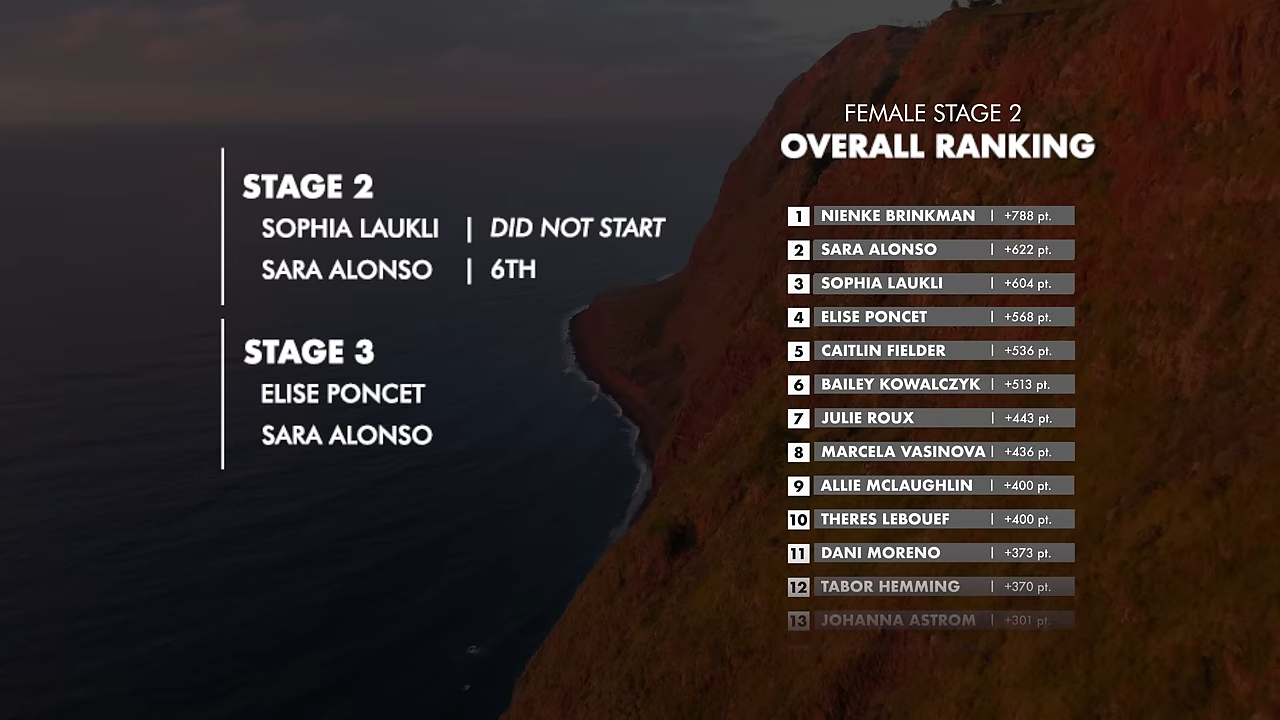 STAGE 2
SOPHIA LAUKLI | DID NOT START
SARA ALONSO | 6TH
STAGE 3
ELISE PONCET
SARA ALONSO
FEMALE STAGE 2
OVERALL RANKING
1 NIENKE BRINKMAN | +788 pt.
2 SARA ALONSO | +622 pt.
3 SOPHIA LAUKLI | +604 pt.
4 ELISE PONCET | +568 pt.
5 CAITLIN FIELDER | +536 pt.
6 BAILEY KOWALCZYK | +513 pt.
7 JULIE ROUX | +443 pt.
8 MARCELA VASINOVA | +436 pt.
9 ALLIE MCLAUGHLIN | +400 pt.
10 THERES LEBOUEF | +400 pt.
11 DANI MORENO | +373 pt.
12 TABOR HEMMING | +370 pt.
13 JOHANNA ASTROM | +301 pt.